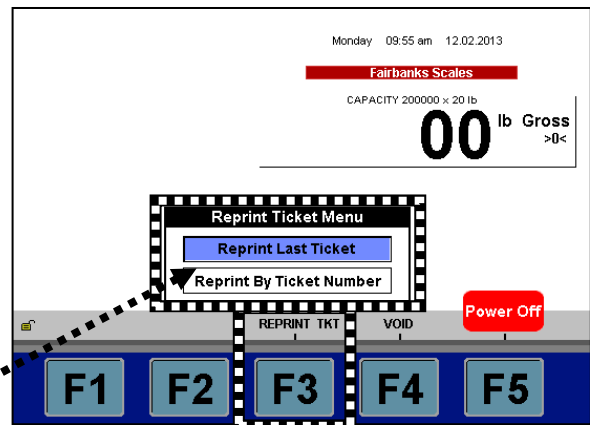 Monday 09:55 am 12.02.2013
Fairbanks Scales
CAPACITY 200000 x 20 lb
00 lb Gross
>0<
Reprint Ticket Menu
Reprint Last Ticket
Reprint By Ticket Number
Power Off
REPRINT TKT VOID
F1 F2 F3 F4 F5